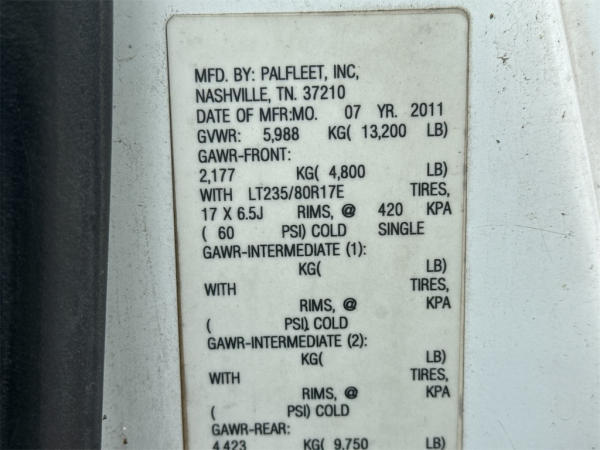 MFD. BY: PALFLEET, INC,
NASHVILLE, TN. 37210
DATE OF MFR:MO. 07 YR. 2011
GVWR: 5,988 KG( 13,200 LB)
GAWR-FRONT:
2,177 KG( 4,800 LB)
WITH LT235/80R17E TIRES,
17 X 6.5J RIMS, @ 420 KPA
( 60 PSI) COLD SINGLE
GAWR-INTERMEDIATE (1):
KG( LB)
WITH TIRES,
RIMS, @ KPA
( PSI) COLD
GAWR-INTERMEDIATE (2):
KG( LB)
WITH TIRES,
RIMS, @ KPA
( PSI) COLD
GAWR-REAR:
4,423 KG( 9,750 LB)